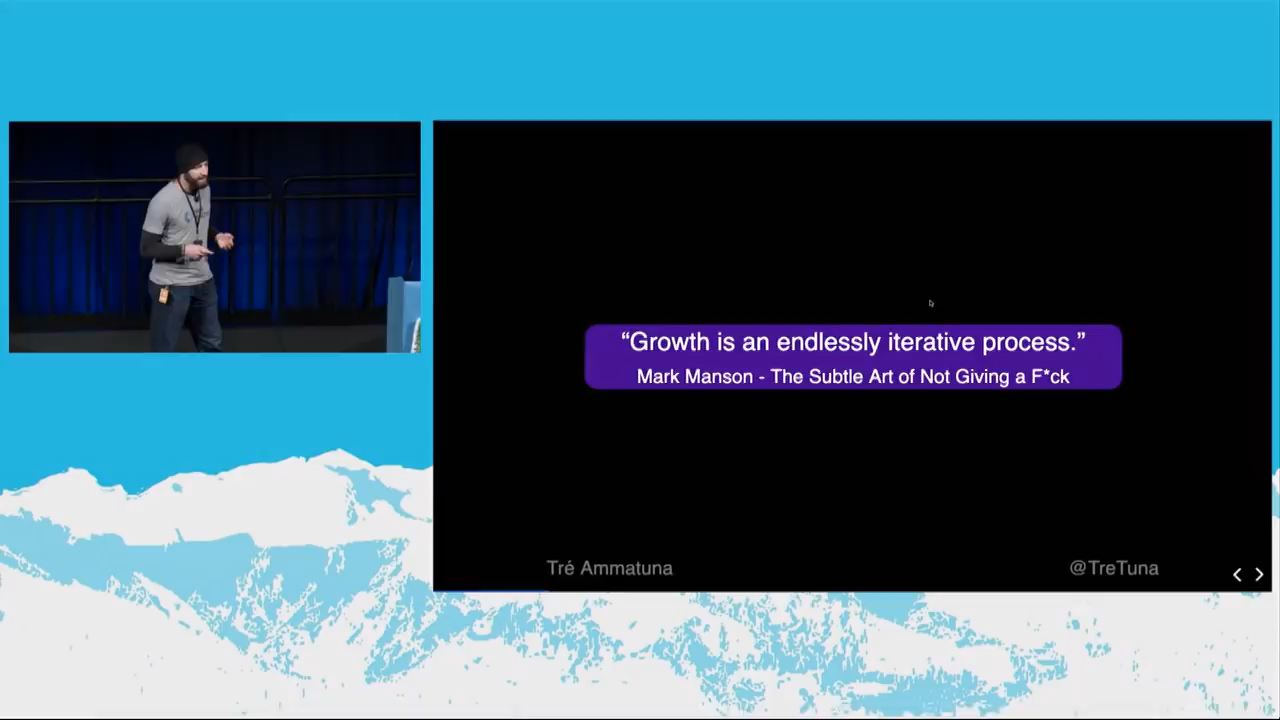 “Growth is an endlessly iterative process.”
Mark Manson - The Subtle Art of Not Giving a F*ck
Tré Ammatuna
@TreTuna